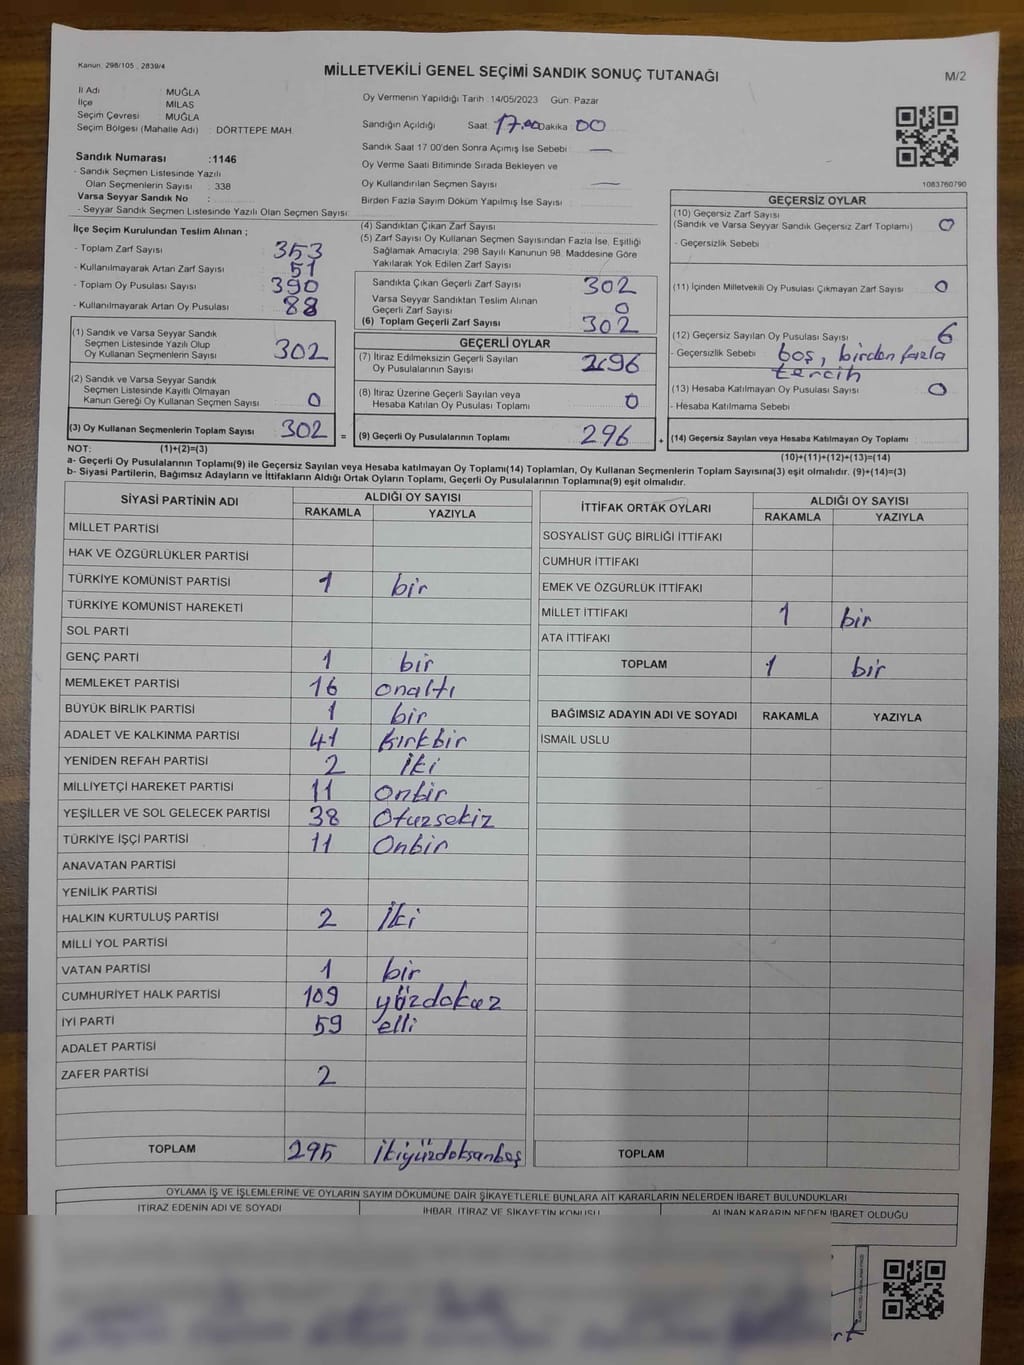 Kanun: 298/105 , 2839/4
MİLLETVEKİLİ GENEL SEÇİMİ SANDIK SONUÇ TUTANAĞI
M/2
İl Adı MUĞLA
İlçe MİLAS
Seçim Çevresi MUĞLA
Seçim Bölgesi (Mahalle Adı) : DÖRTTEPE MAH.
Sandık Numarası :1146
- Sandık Seçmen Listesinde Yazılı
Olan Seçmenlerin Sayısı : 338
Varsa Seyyar Sandık No :
- Seyyar Sandık Seçmen Listesinde Yazılı Olan Seçmen Sayısı:
Oy Vermenin Yapıldığı Tarih :14/05/2023 Gün: Pazar
Sandığın Açıldığı Saat: 17.00 Dakika 00
Sandık Saat 17:00'den Sonra Açımış İse Sebebi : —
Oy Verme Saati Bitiminde Sırada Bekleyen ve
Oy Kullandırılan Seçmen Sayısı : —
Birden Fazla Sayım Döküm Yapılmış İse Sayısı :
1083760790
İlçe Seçim Kurulundan Teslim Alınan ;
- Toplam Zarf Sayısı 353
- Kullanılmayarak Artan Zarf Sayısı 51
- Toplam Oy Pusulası Sayısı 390
- Kullanılmayarak Artan Oy Pusulası 88
(1) Sandık ve Varsa Seyyar Sandık
Seçmen Listesinde Yazılı Olup
Oy Kullanan Seçmenlerin Sayısı 302
(2) Sandık ve Varsa Seyyar Sandık
Seçmen Listesinde Kayıtlı Olmayan
Kanun Gereği Oy Kullanan Seçmen Sayısı 0
(3) Oy Kullanan Seçmenlerin Toplam Sayısı 302
(4) Sandıktan Çıkan Zarf Sayısı
(5) Zarf Sayısı Oy Kullanan Seçmen Sayısından Fazla İse, Eşitliği
Sağlamak Amacıyla; 298 Sayılı Kanunun 98. Maddesine Göre
Yakılarak Yok Edilen Zarf Sayısı
Sandıkta Çıkan Geçerli Zarf Sayısı 302
Varsa Seyyar Sandıktan Teslim Alınan
Geçerli Zarf Sayısı 0
(6) Toplam Geçerli Zarf Sayısı 302
GEÇERLİ OYLAR
(7) İtiraz Edilmeksizin Geçerli Sayılan
Oy Pusulalarının Sayısı 296
(8) İtiraz Üzerine Geçerli Sayılan veya
Hesaba Katılan Oy Pusulası Toplamı 0
= (9) Geçerli Oy Pusulalarının Toplamı 296
GEÇERSİZ OYLAR
(10) Geçersiz Zarf Sayısı
(Sandık ve Varsa Seyyar Sandık Geçersiz Zarf Toplamı) 0
- Geçersizlik Sebebi
(11) İçinden Milletvekili Oy Pusulası Çıkmayan Zarf Sayısı 0
(12) Geçersiz Sayılan Oy Pusulası Sayısı 6
- Geçersizlik Sebebi boş, birden fazla
tercih
(13) Hesaba Katılmayan Oy Pusulası Sayısı 0
- Hesaba Katılmama Sebebi
+ (14) Geçersiz Sayılan veya Hesaba Katılmayan Oy Toplamı
NOT: (1)+(2)=(3)
(10)+(11)+(12)+(13)=(14)
a- Geçerli Oy Pusulalarının Toplamı(9) ile Geçersiz Sayılan veya Hesaba katılmayan Oy Toplamı(14) Toplamları, Oy Kullanan Seçmenlerin Toplam Sayısına(3) eşit olmalıdır. (9)+(14)=(3)
b- Siyasi Partilerin, Bağımsız Adayların ve İttifakların Aldığı Ortak Oyların Toplamı, Geçerli Oy Pusulalarının Toplamına(9) eşit olmalıdır.
SİYASİ PARTİNİN ADI ALDIĞI OY SAYISI
RAKAMLA YAZIYLA
MİLLET PARTİSİ
HAK VE ÖZGÜRLÜKLER PARTİSİ
TÜRKİYE KOMÜNİST PARTİSİ 1 bir
TÜRKİYE KOMÜNİST HAREKETİ
SOL PARTİ
GENÇ PARTİ 1 bir
MEMLEKET PARTİSİ 16 onaltı
BÜYÜK BİRLİK PARTİSİ 1 bir
ADALET VE KALKINMA PARTİSİ 41 kırkbir
YENİDEN REFAH PARTİSİ 2 iki
MİLLİYETÇİ HAREKET PARTİSİ 11 onbir
YEŞİLLER VE SOL GELECEK PARTİSİ 38 Otuzsekiz
TÜRKİYE İŞÇİ PARTİSİ 11 Onbir
ANAVATAN PARTİSİ
YENİLİK PARTİSİ
HALKIN KURTULUŞ PARTİSİ 2 İki
MİLLİ YOL PARTİSİ
VATAN PARTİSİ 1 bir
CUMHURİYET HALK PARTİSİ 109 yüzdokuz
İYİ PARTİ 59 elli
ADALET PARTİSİ
ZAFER PARTİSİ 2
TOPLAM 295 ikiyüzdoksanbeş
İTTİFAK ORTAK OYLARI ALDIĞI OY SAYISI
RAKAMLA YAZIYLA
SOSYALİST GÜÇ BİRLİĞİ İTTİFAKI
CUMHUR İTTİFAKI
EMEK VE ÖZGÜRLÜK İTTİFAKI
MİLLET İTTİFAKI 1 bir
ATA İTTİFAKI
TOPLAM 1 bir
BAĞIMSIZ ADAYIN ADI VE SOYADI RAKAMLA YAZIYLA
İSMAİL USLU
TOPLAM
OYLAMA İŞ VE İŞLEMLERİNE VE OYLARIN SAYIM DÖKÜMÜNE DAİR ŞİKAYETLERLE BUNLARA AİT KARARLARIN NELERDEN İBARET BULUNDUKLARI
İTİRAZ EDENİN ADI VE SOYADI İHBAR, İTİRAZ VE ŞİKAYETİN KONUSU ALINAN KARARIN NEDEN İBARET OLDUĞU